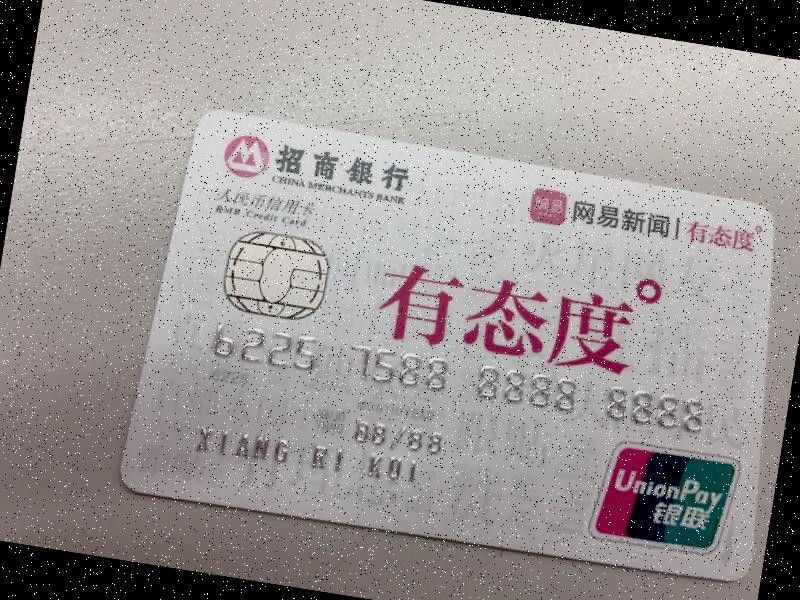 招商银行
CHINA MERCHANTS BANK
人民币信用卡
RMB Credit Card
网易
网易新闻 | 有态度°
有态度°
6225 7588 8888 8888
88/88
XIANG RI KUI
UnionPay
银联